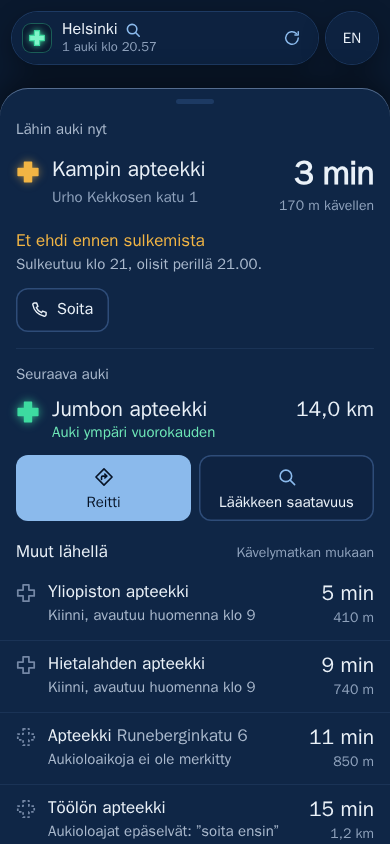 Helsinki
1 auki klo 20.57
EN
Lähin auki nyt
Kampin apteekki
3 min
Urho Kekkosen katu 1
170 m kävellen
Et ehdi ennen sulkemista
Sulkeutuu klo 21, olisit perillä 21.00.
Soita
Seuraava auki
Jumbon apteekki
14,0 km
Auki ympäri vuorokauden
Reitti
Lääkkeen saatavuus
Muut lähellä
Kävelymatkan mukaan
Yliopiston apteekki
5 min
Kiinni, avautuu huomenna klo 9
410 m
Hietalahden apteekki
9 min
Kiinni, avautuu huomenna klo 9
740 m
Apteekki Runeberginkatu 6
11 min
Aukioloaikoja ei ole merkitty
850 m
Töölön apteekki
15 min
Aukioloajat epäselvät: ”soita ensin”
1,2 km